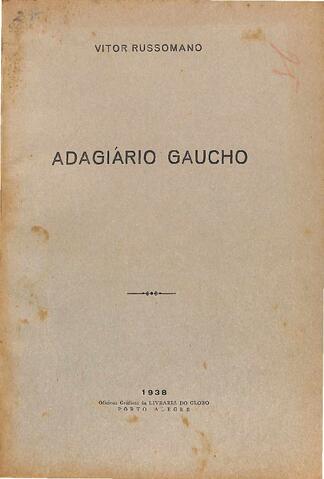 VITOR RUSSOMANO
ADAGIÁRIO GAUCHO
1938
Oficinas Gráficas da LIVRARIA DO GLOBO
PORTO ALEGRE